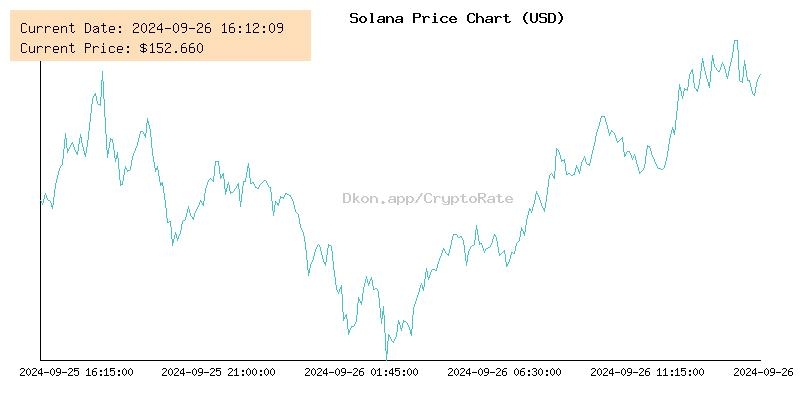 Solana Price Chart (USD)
Current Date: 2024-09-26 16:12:09
Current Price: $152.660
Dkon.app/CryptoRate
2024-09-25 16:15:00
2024-09-25 21:00:00
2024-09-26 01:45:00
2024-09-26 06:30:00
2024-09-26 11:15:00
2024-09-26